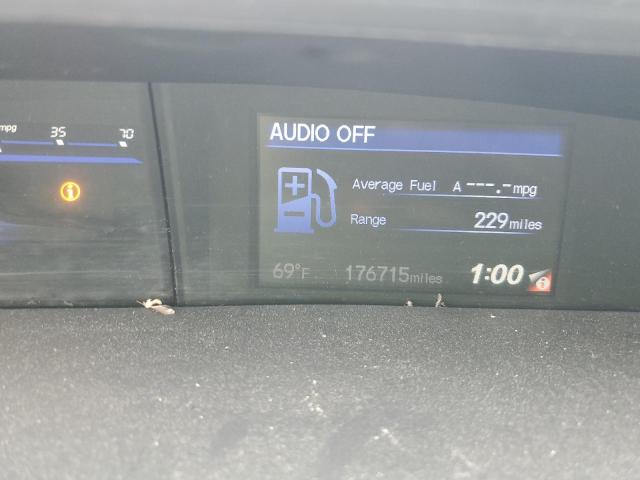 mpg 35 70
AUDIO OFF
Average Fuel A ---.- mpg
Range 229 miles
69°F 176715 miles 1:00